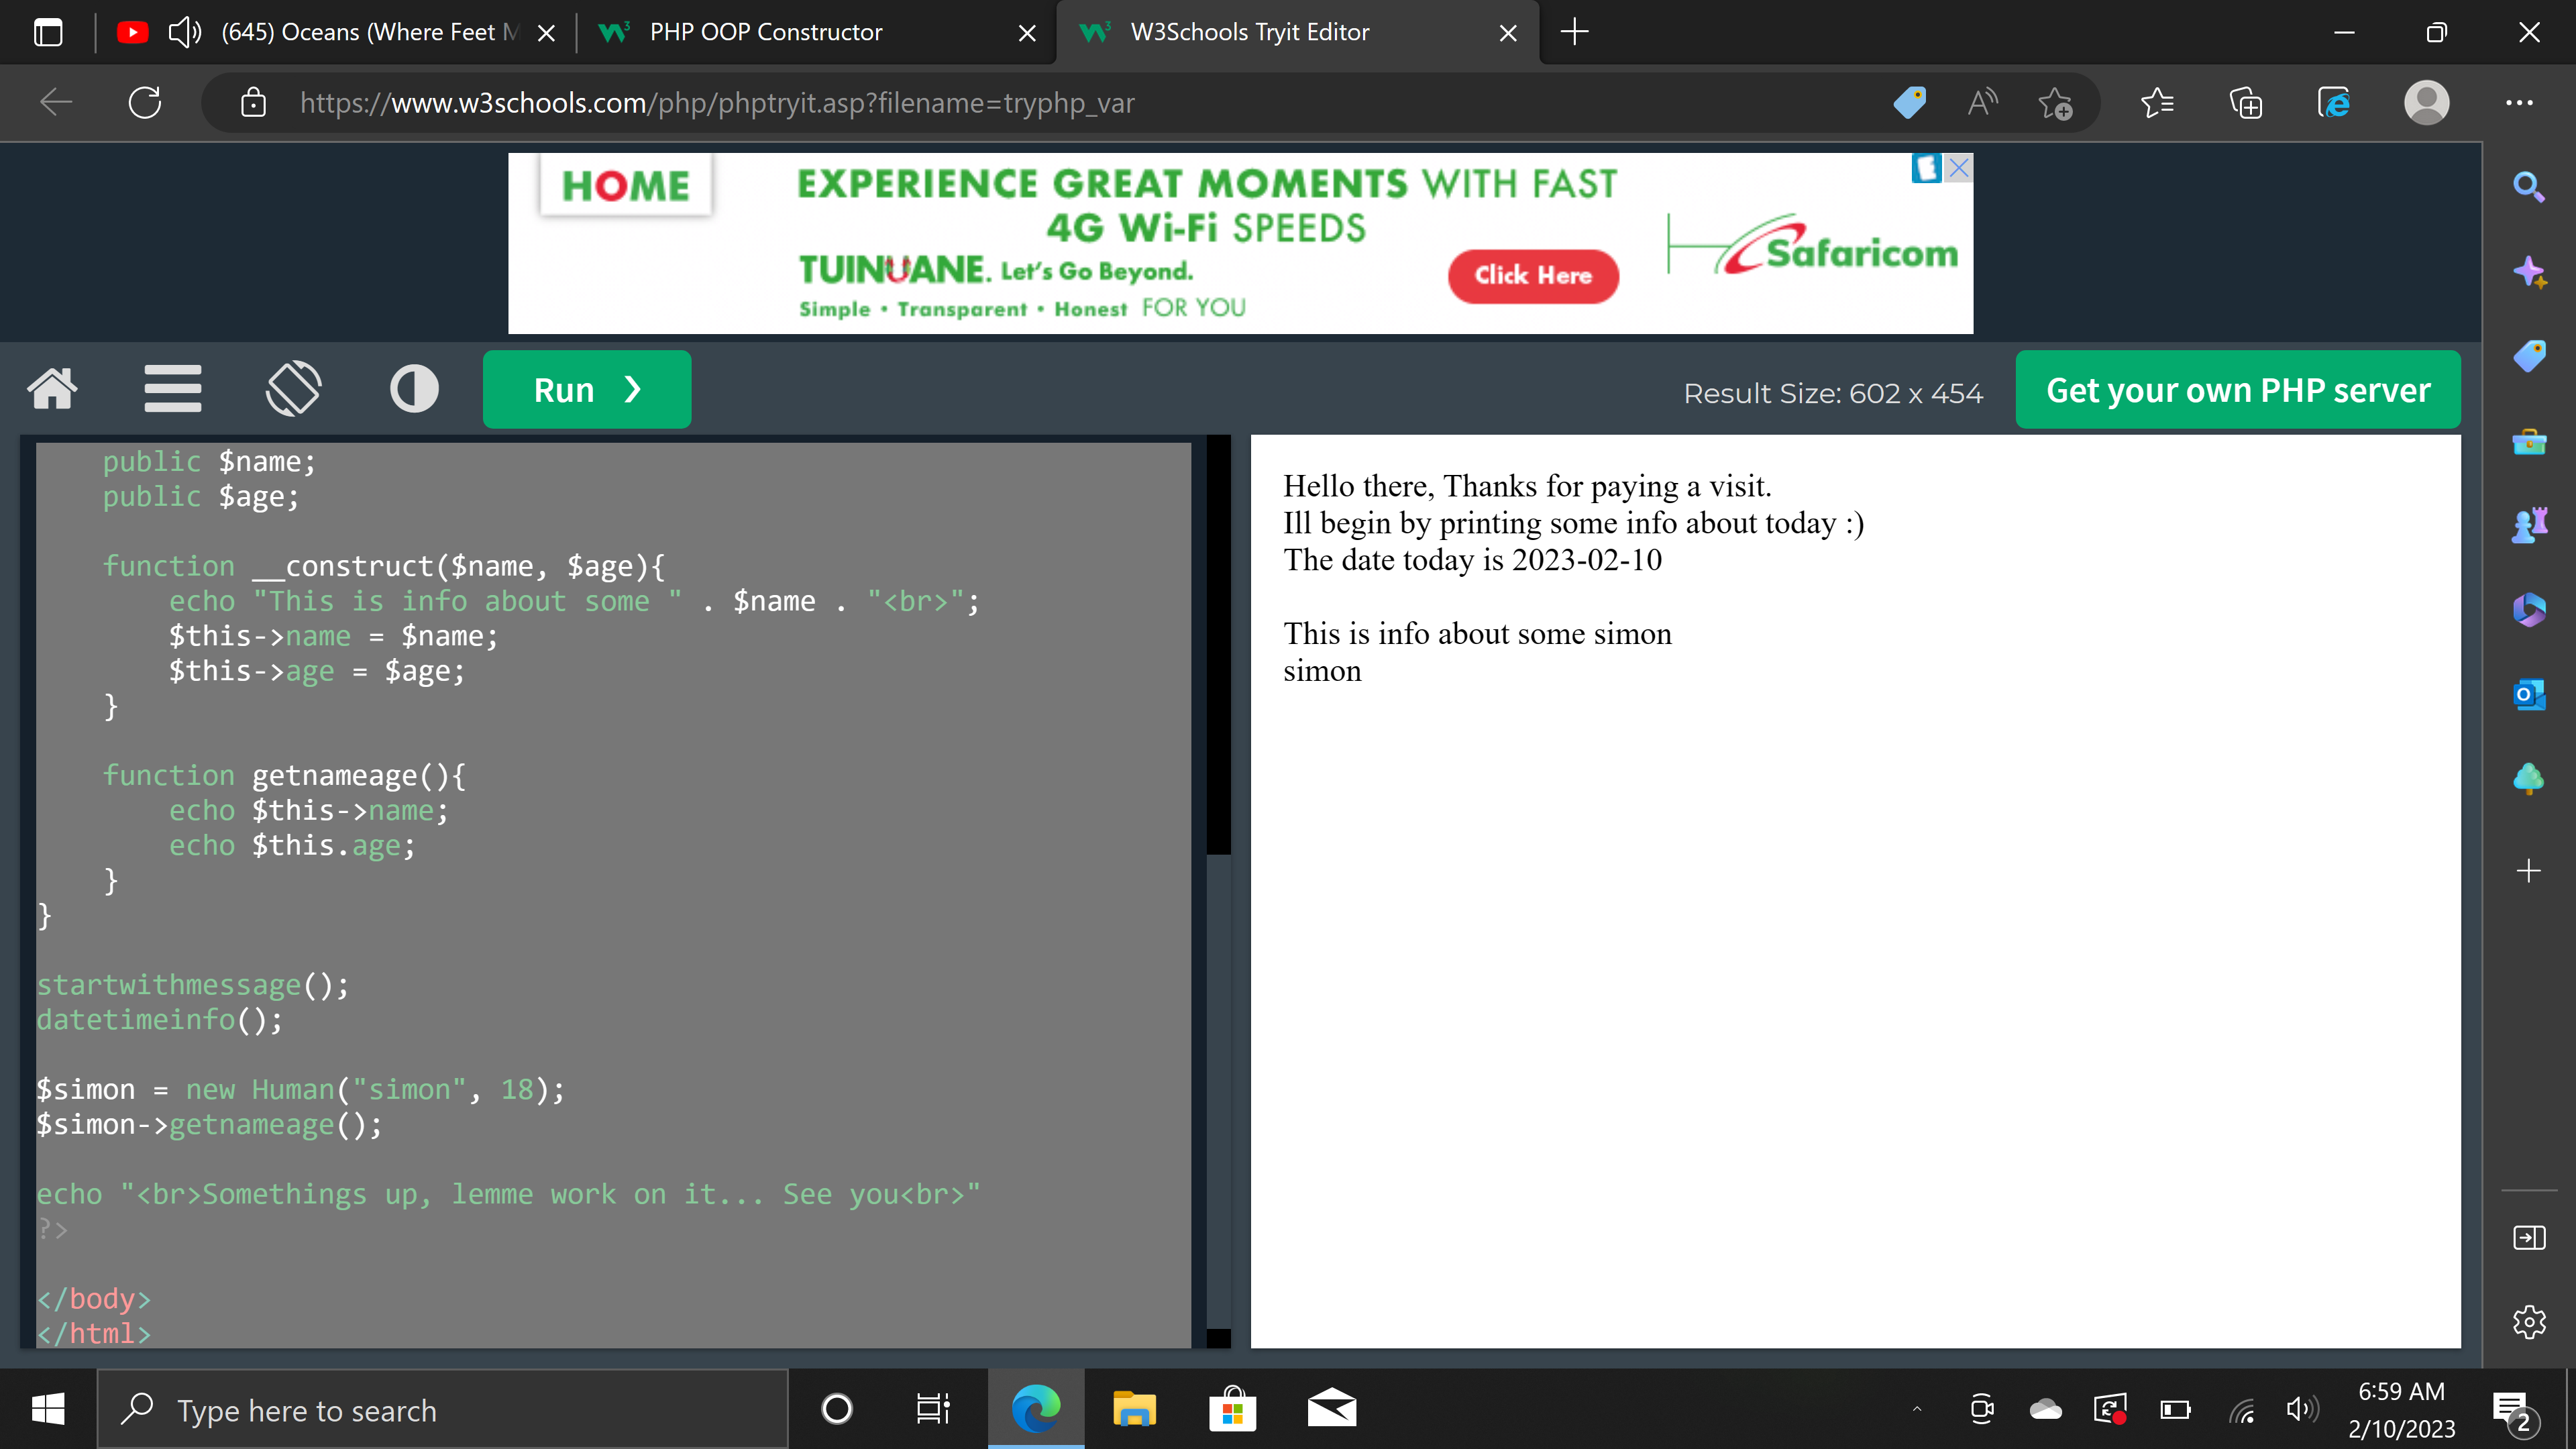 (645) Oceans (Where Feet M
PHP OOP Constructor
W3Schools Tryit Editor
https://www.w3schools.com/php/phptryit.asp?filename=tryphp_var
HOME
EXPERIENCE GREAT MOMENTS WITH FAST
4G Wi-Fi SPEEDS
TUINUANE. Let's Go Beyond.
Simple • Transparent • Honest FOR YOU
Click Here
Safaricom
Run ❯
Result Size: 602 x 454
Get your own PHP server
    public $name;
    public $age;
    function __construct($name, $age){
        echo "This is info about some " . $name . "<br>";
        $this->name = $name;
        $this->age = $age;
    }
    function getnameage(){
        echo $this->name;
        echo $this.age;
    }
}
startwithmessage();
datetimeinfo();
$simon = new Human("simon", 18);
$simon->getnameage();
echo "<br>Somethings up, lemme work on it... See you<br>"
?>
</body>
</html>
Hello there, Thanks for paying a visit.
Ill begin by printing some info about today :)
The date today is 2023-02-10
This is info about some simon
simon
Type here to search
6:59 AM
2/10/2023
2